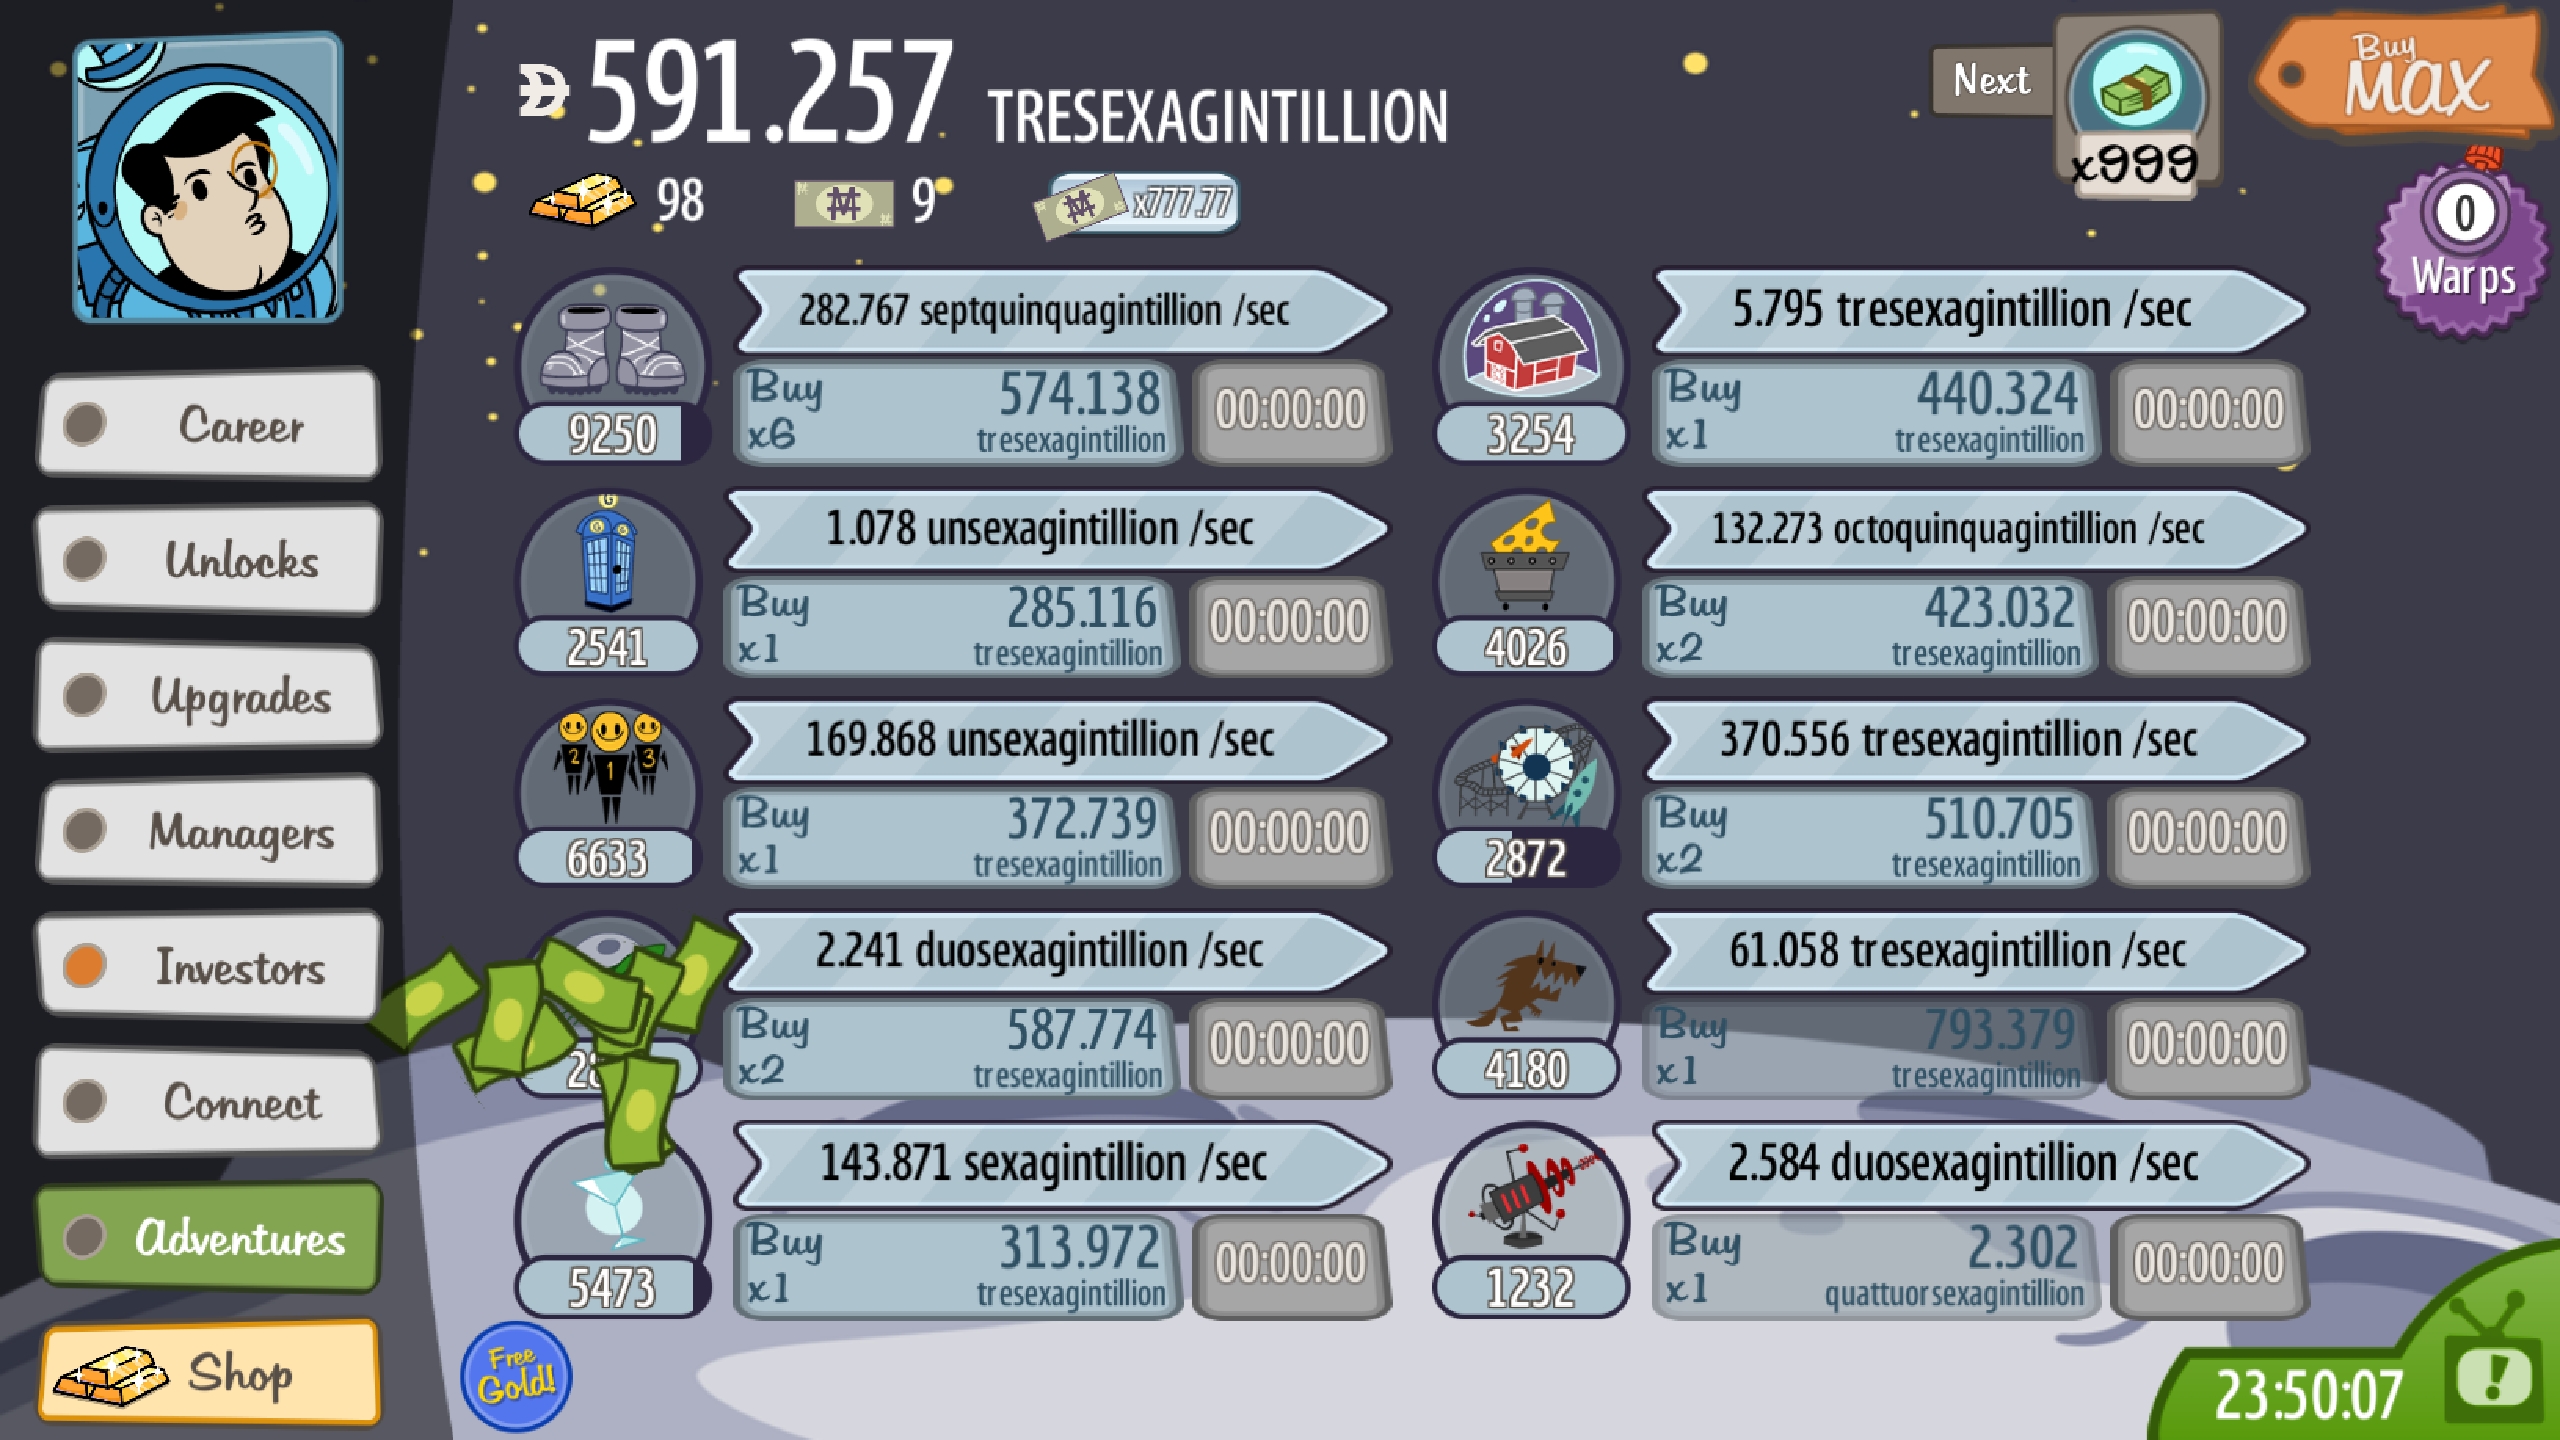 591.257 TRESEXAGINTILLION
Next
x999
Buy
MAX
98
9
x777.77
0
Warps
Career
Unlocks
Upgrades
Managers
Investors
Connect
Adventures
Shop
282.767 septquinquagintillion /sec
9250
Buy
x6
574.138
tresexagintillion
00:00:00
5.795 tresexagintillion /sec
3254
Buy
x1
440.324
tresexagintillion
00:00:00
1.078 unsexagintillion /sec
2541
Buy
x1
285.116
tresexagintillion
00:00:00
132.273 octoquinquagintillion /sec
4026
Buy
x2
423.032
tresexagintillion
00:00:00
169.868 unsexagintillion /sec
2 1 3
6633
Buy
x1
372.739
tresexagintillion
00:00:00
370.556 tresexagintillion /sec
2872
Buy
x2
510.705
tresexagintillion
00:00:00
2.241 duosexagintillion /sec
Buy
x2
587.774
tresexagintillion
00:00:00
61.058 tresexagintillion /sec
4180
Buy
x1
793.379
tresexagintillion
00:00:00
143.871 sexagintillion /sec
5473
Buy
x1
313.972
tresexagintillion
00:00:00
2.584 duosexagintillion /sec
1232
Buy
x1
2.302
quattuorsexagintillion
00:00:00
Free
Gold!
23:50:07